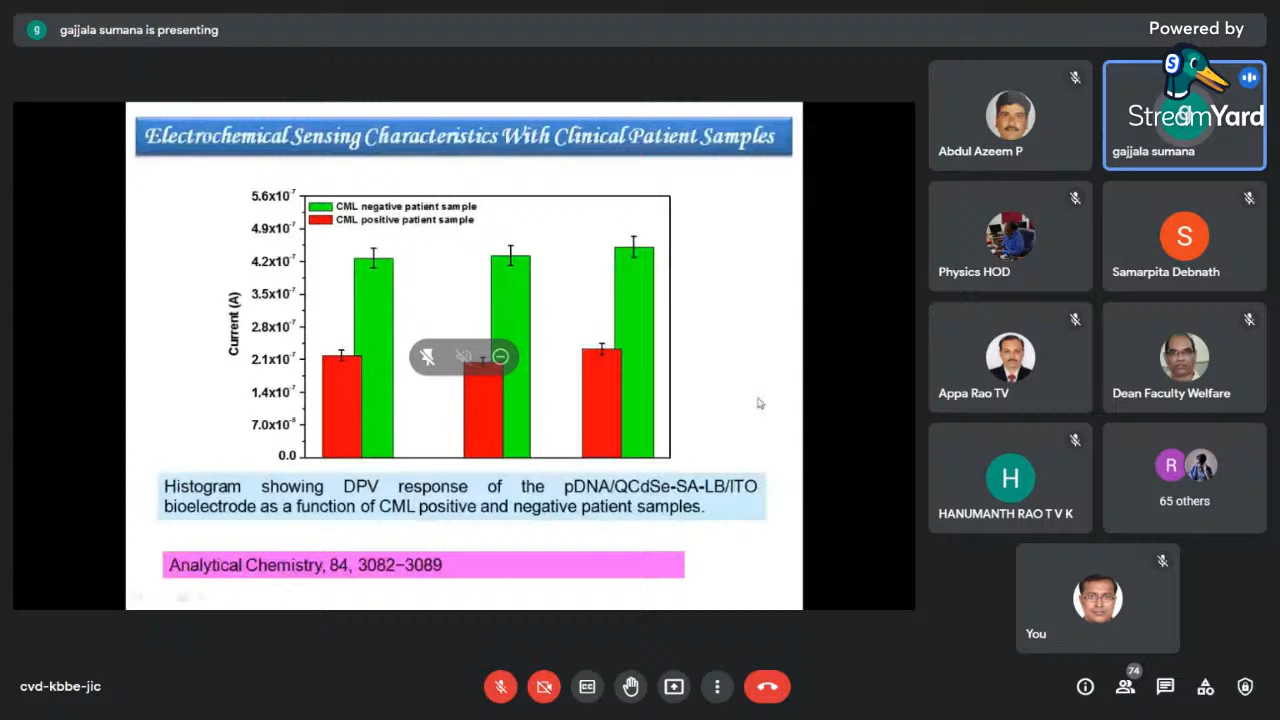 gajjala sumana is presenting
Powered by
StreamYard
Electrochemical Sensing Characteristics With Clinical Patient Samples
5.6x10⁻⁷
4.9x10⁻⁷
4.2x10⁻⁷
3.5x10⁻⁷
2.8x10⁻⁷
2.1x10⁻⁷
1.4x10⁻⁷
7.0x10⁻⁸
0.0
Current (A)
CML negative patient sample
CML positive patient sample
Histogram showing DPV response of the pDNA/QCdSe-SA-LB/ITO
bioelectrode as a function of CML positive and negative patient samples.
Analytical Chemistry, 84, 3082–3089
Abdul Azeem P
g
gajjala sumana
Physics HOD
S
Samarpita Debnath
Appa Rao TV
Dean Faculty Welfare
H
HANUMANTH RAO T V K
R
65 others
You
cvd-kbbe-jic
74